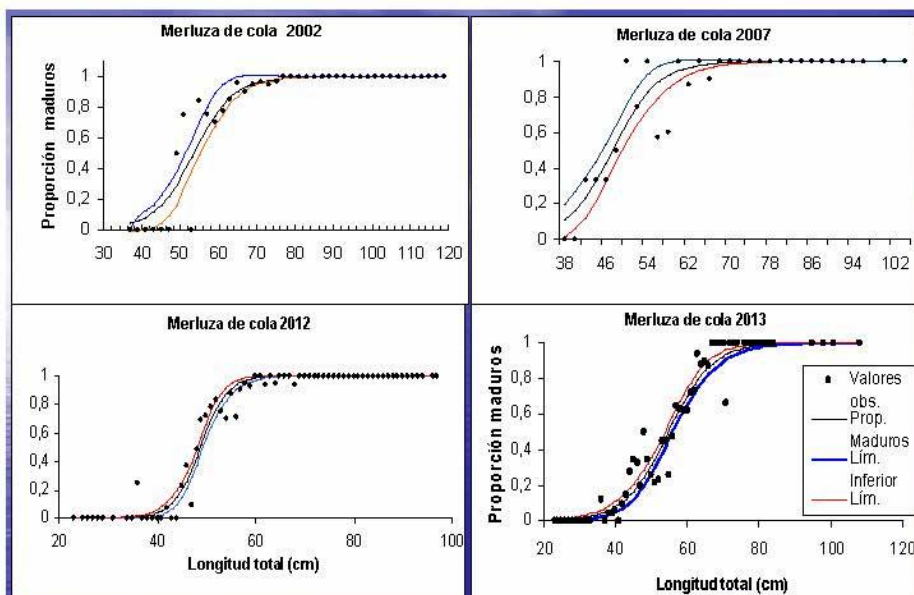 Merluza de cola 2002
Proporción maduros
1
0,8
0,6
0,4
0,2
0
30 40 50 60 70 80 90 100 110 120
Merluza de cola 2007
1
0,8
0,6
0,4
0,2
0
38 46 54 62 70 78 86 94 102
Merluza de cola 2012
1
0,8
0,6
0,4
0,2
0
20 40 60 80 100
Longitud total (cm)
Merluza de cola 2013
Proporción maduros
1
0,8
0,6
0,4
0,2
0
20 40 60 80 100 120
Longitud total (cm)
Valores
obs.
Prop.
Maduros
Lím.
Inferior
Lím.